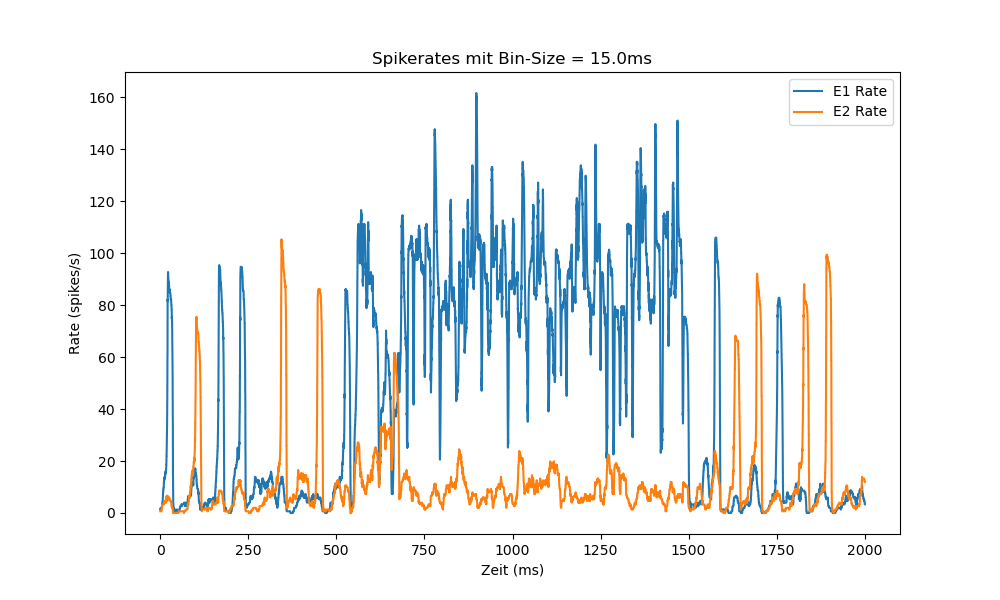 Spikerates mit Bin-Size = 15.0ms
E1 Rate
E2 Rate
160
140
120
100
80
60
40
20
0
Rate (spikes/s)
0 250 500 750 1000 1250 1500 1750 2000
Zeit (ms)